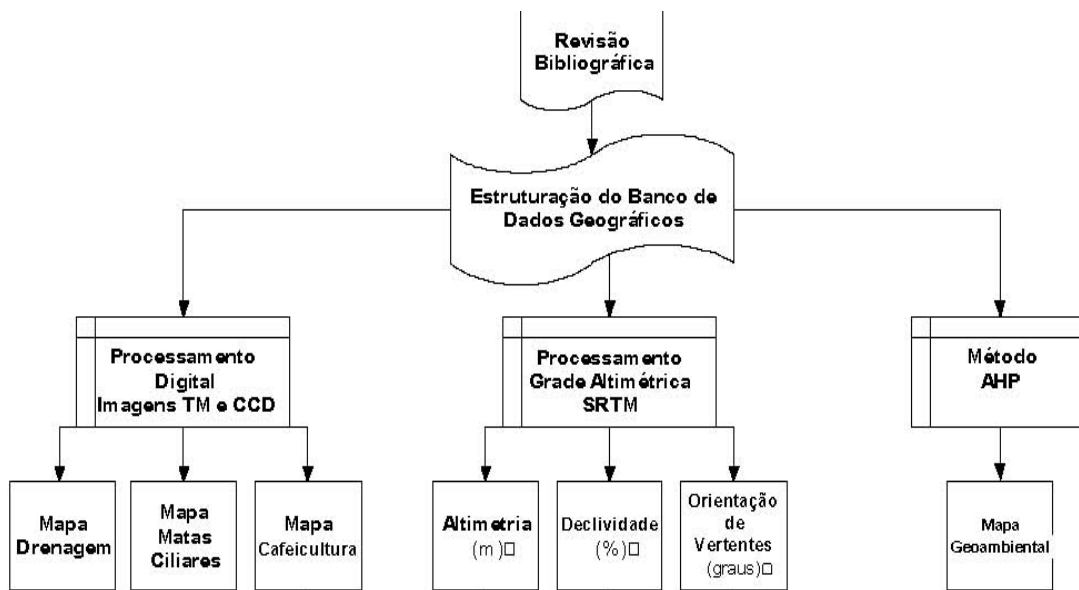 Revisão
Bibliográfica
Estruturação do Banco de
Dados Geográficos
Processamento
Digital
Imagens TM e CCD
Processamento
Grade Altimétrica
SRTM
Método
AHP
Mapa
Drenagem
Mapa
Matas
Ciliares
Mapa
Cafeicultura
Altimetria
(m)□
Declividade
(%)□
Orientação
de
Vertentes
(graus)□
Mapa
Geoambiental